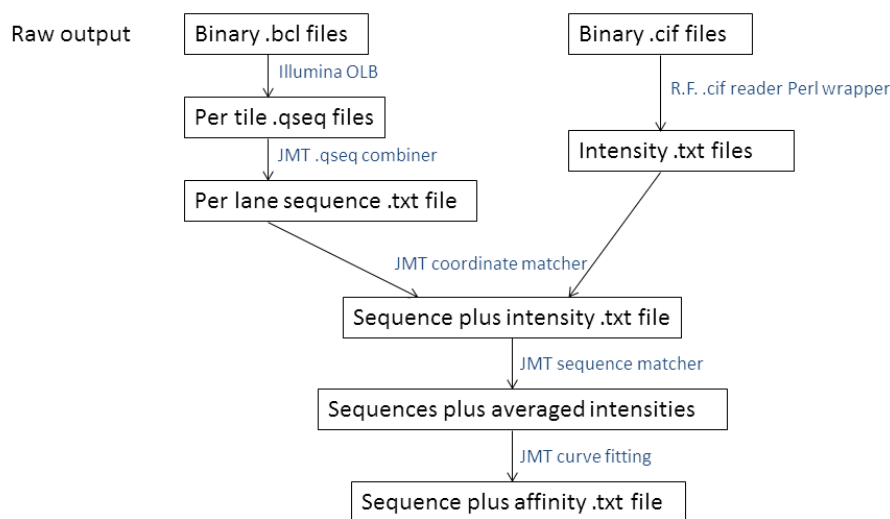 Raw output
Binary .bcl files
Binary .cif files
Illumina OLB
R.F. .cif reader Perl wrapper
Per tile .qseq files
JMT .qseq combiner
Intensity .txt files
Per lane sequence .txt file
JMT coordinate matcher
Sequence plus intensity .txt file
JMT sequence matcher
Sequences plus averaged intensities
JMT curve fitting
Sequence plus affinity .txt file